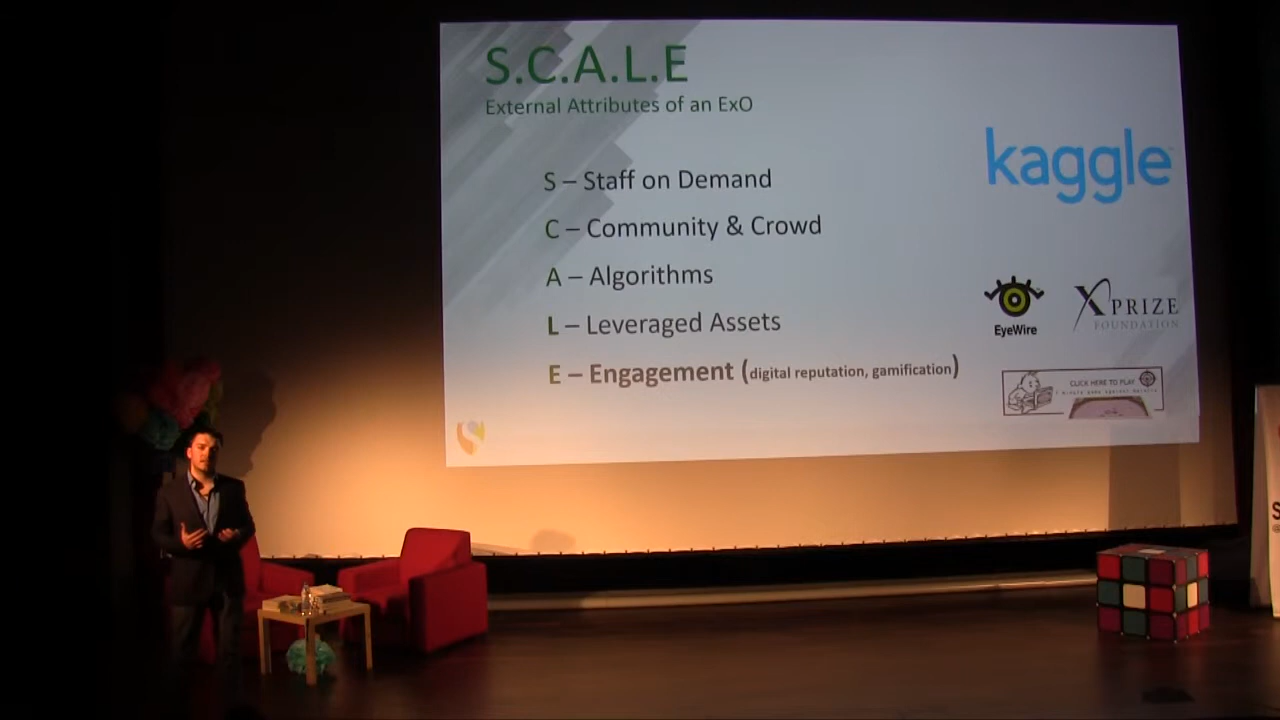 S.C.A.L.E
External Attributes of an ExO
kaggle
S – Staff on Demand
C – Community & Crowd
A – Algorithms
L – Leveraged Assets
E – Engagement (digital reputation, gamification)
EyeWire
XPRIZE
FOUNDATION
CLICK HERE TO PLAY
S